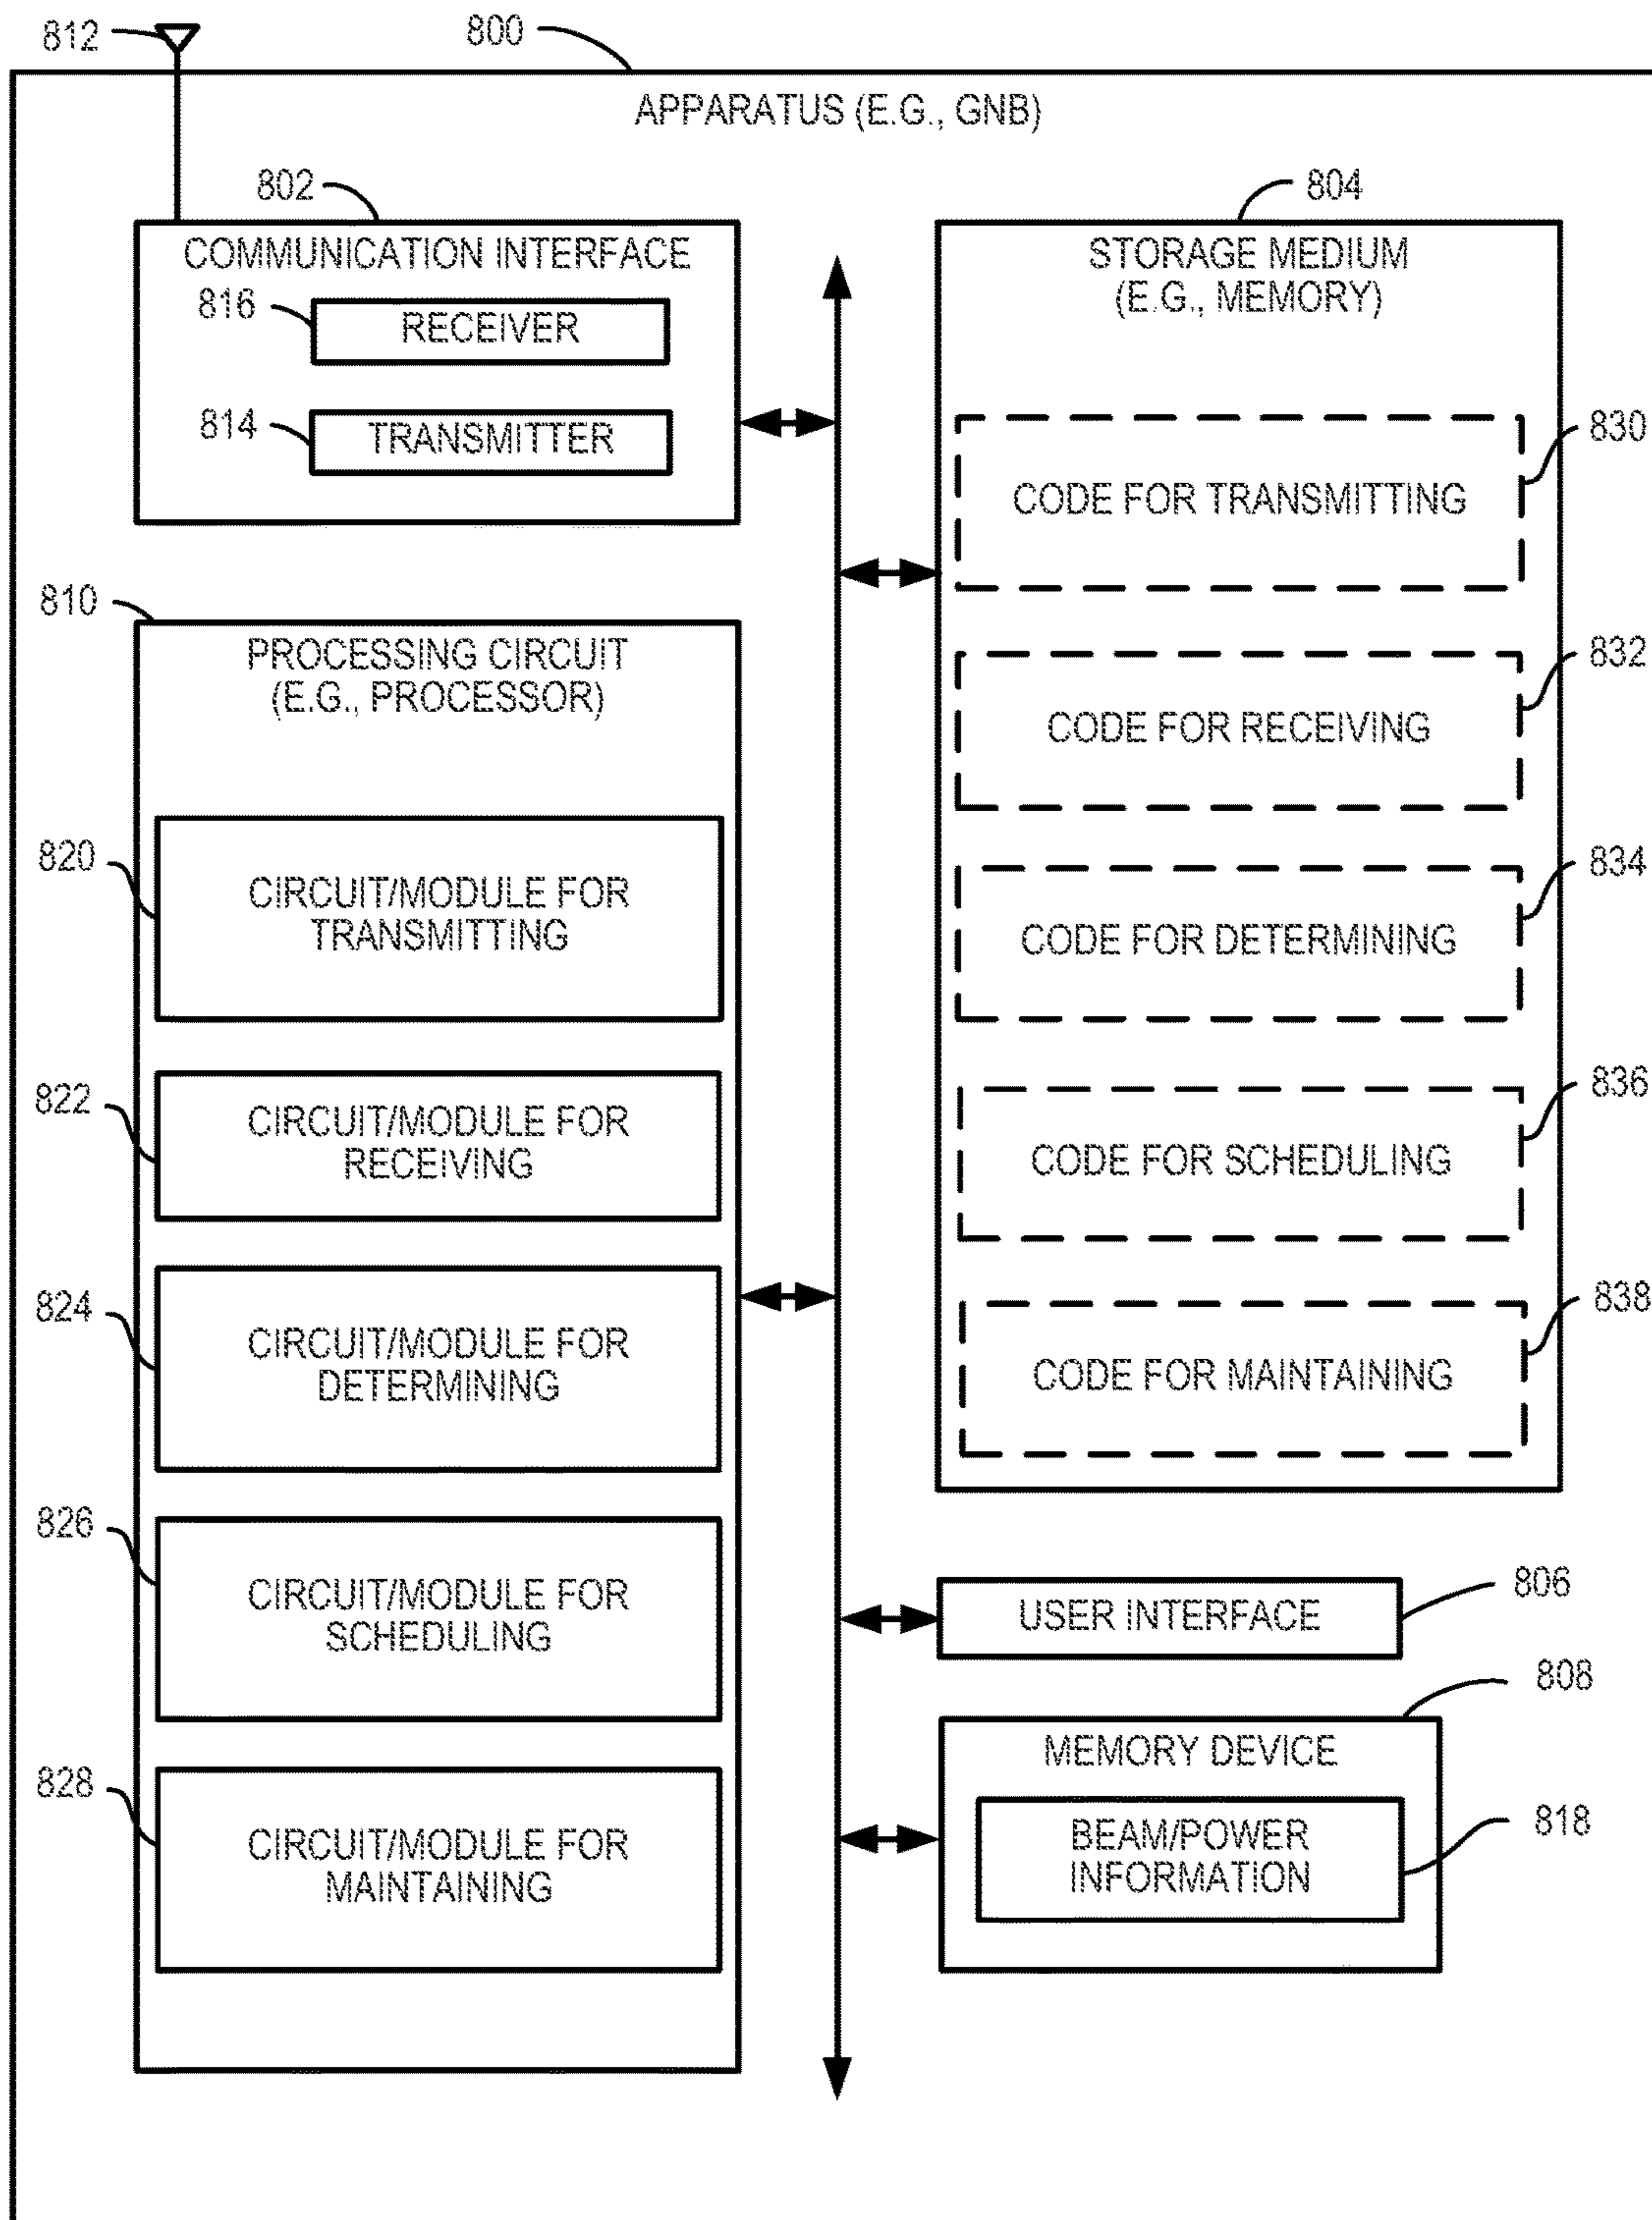 812
800
APPARATUS (E.G., GNB)
802
COMMUNICATION INTERFACE
816
RECEIVER
814
TRANSMITTER
804
STORAGE MEDIUM
(E.G., MEMORY)
830
CODE FOR TRANSMITTING
832
CODE FOR RECEIVING
834
CODE FOR DETERMINING
836
CODE FOR SCHEDULING
838
CODE FOR MAINTAINING
810
PROCESSING CIRCUIT
(E.G., PROCESSOR)
820
CIRCUIT/MODULE FOR
TRANSMITTING
822
CIRCUIT/MODULE FOR
RECEIVING
824
CIRCUIT/MODULE FOR
DETERMINING
826
CIRCUIT/MODULE FOR
SCHEDULING
828
CIRCUIT/MODULE FOR
MAINTAINING
806
USER INTERFACE
808
MEMORY DEVICE
818
BEAM/POWER
INFORMATION